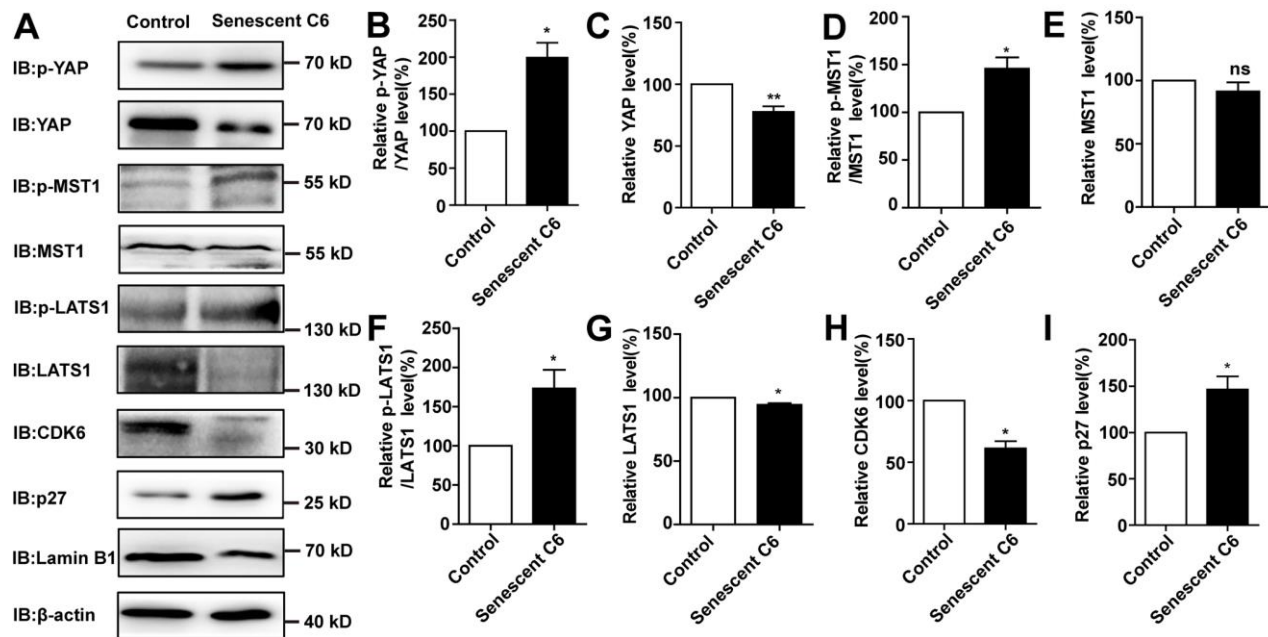 A
Control Senescent C6
IB:p-YAP
70 kD
IB:YAP
70 kD
IB:p-MST1
55 kD
IB:MST1
55 kD
IB:p-LATS1
130 kD
IB:LATS1
130 kD
IB:CDK6
30 kD
IB:p27
25 kD
IB:Lamin B1
70 kD
IB:β-actin
40 kD
B
Relative p-YAP
/YAP level(%)
250
200
150
100
50
0
*
Control
Senescent C6
C
Relative YAP level(%)
150
100
50
0
**
Control
Senescent C6
D
Relative p-MST1
/MST1 level(%)
200
150
100
50
0
*
Control
Senescent C6
E
Relative MST1 level(%)
150
100
50
0
ns
Control
Senescent C6
F
Relative p-LATS1
/LATS1 level(%)
250
200
150
100
50
0
*
Control
Senescent C6
G
Relative LATS1 level(%)
150
100
50
0
*
Control
Senescent C6
H
Relative CDK6 level(%)
150
100
50
0
*
Control
Senescent C6
I
Relative p27 level(%)
200
150
100
50
0
*
Control
Senescent C6